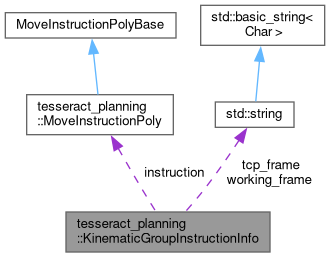 MoveInstructionPolyBase
std::basic_string<
Char >
tesseract_planning
::MoveInstructionPoly
std::string
instruction
tcp_frame
working_frame
tesseract_planning
::KinematicGroupInstructionInfo